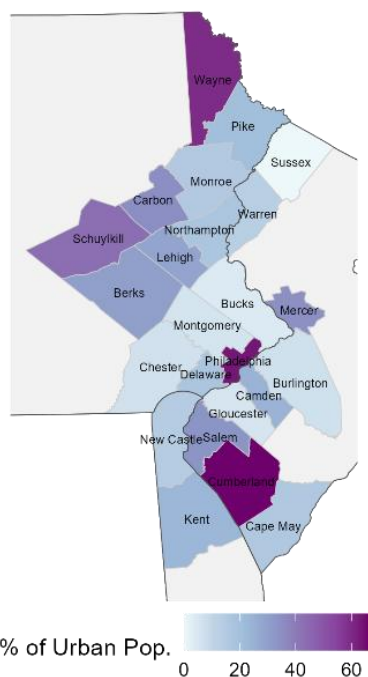 Wayne
Pike
Sussex
Monroe
Carbon
Warren
Northampton
Schuylkill
Lehigh
Berks
Bucks
Mercer
Montgomery
Philadelphia
Chester
Delaware
Burlington
Camden
Gloucester
New Castle
Salem
Cumberland
Kent
Cape May
% of Urban Pop.
0 20 40 60